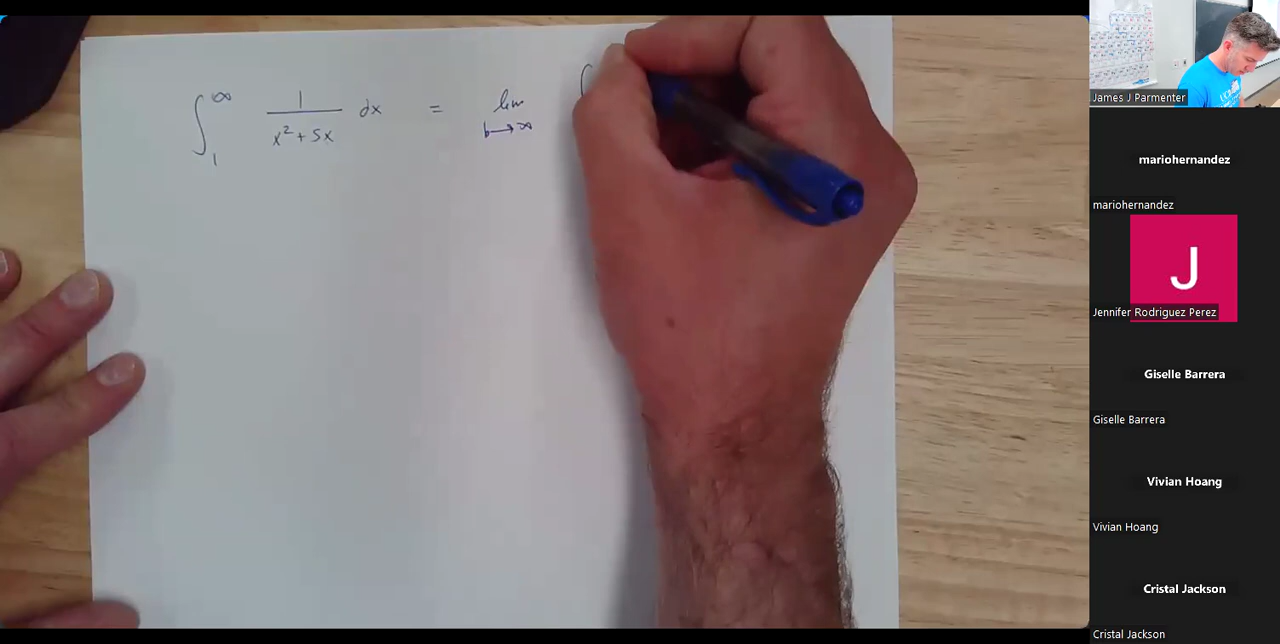 ∫₁^∞ 1/(x²+5x) dx = lim b→∞ ∫
James J Parmenter
mariohernandez
mariohernandez
J
Jennifer Rodriguez Perez
Giselle Barrera
Giselle Barrera
Vivian Hoang
Vivian Hoang
Cristal Jackson
Cristal Jackson